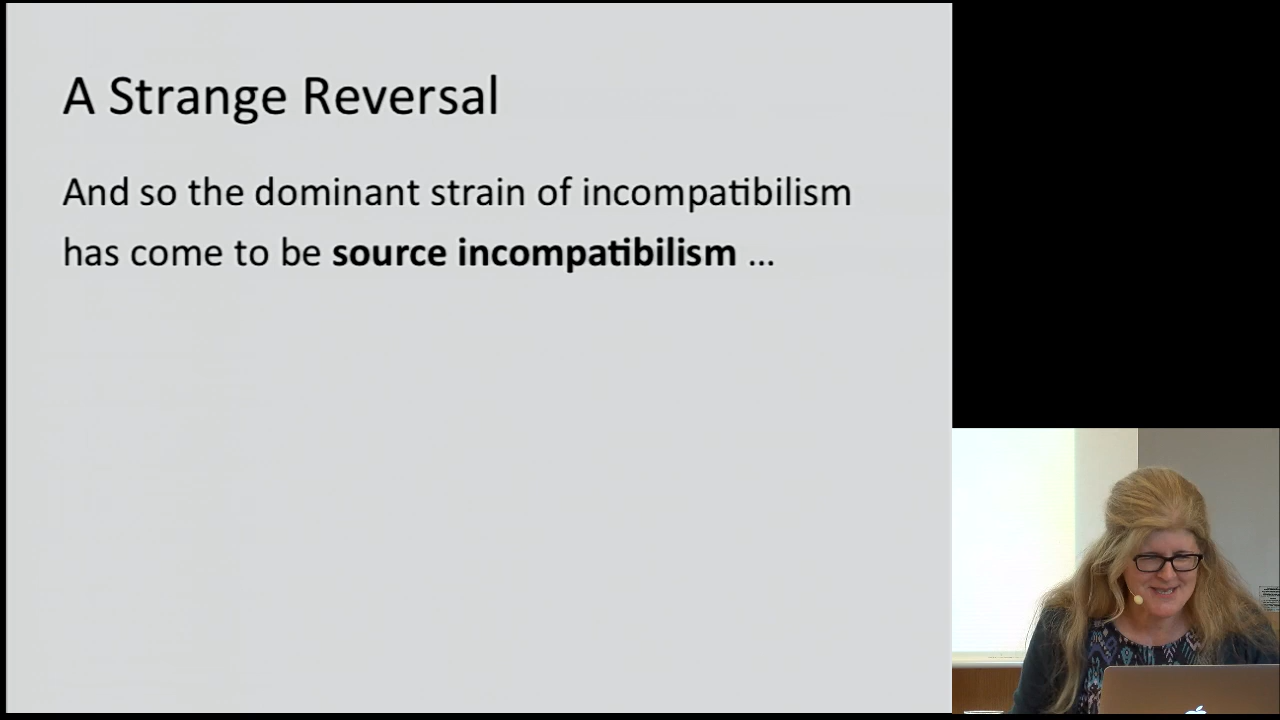 A Strange Reversal
And so the dominant strain of incompatibilism
has come to be source incompatibilism ...